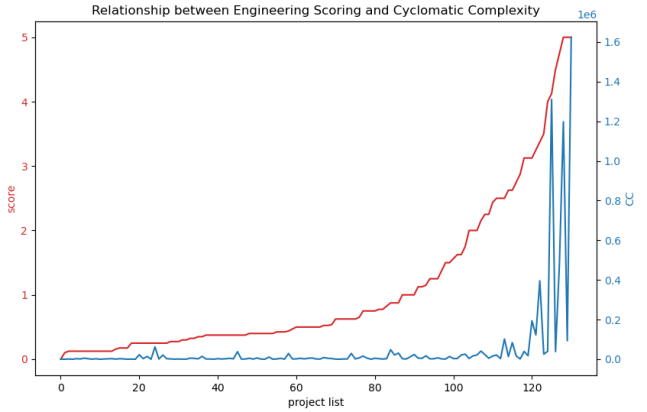 Relationship between Engineering Scoring and Cyclomatic Complexity
1e6
5
4
3
2
1
0
score
1.6
1.4
1.2
1.0
0.8
0.6
0.4
0.2
0.0
CC
0 20 40 60 80 100 120
project list